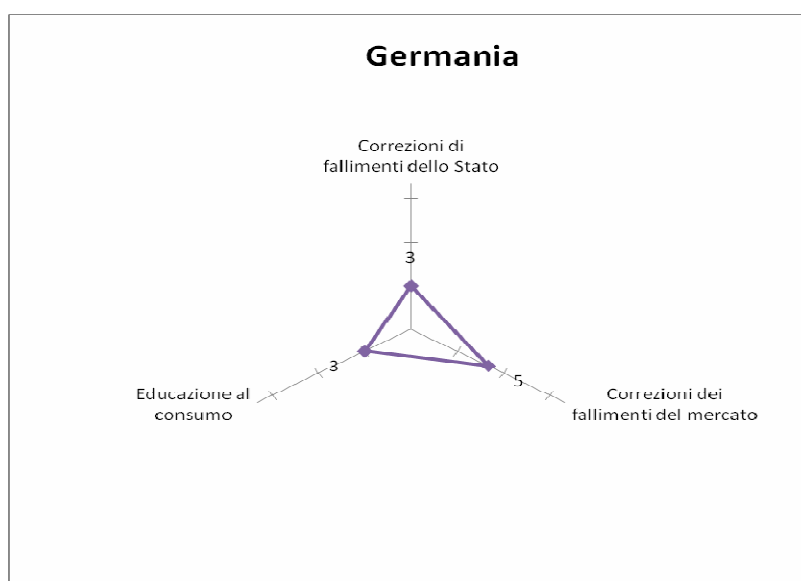 Germania
Correzioni di
fallimenti dello Stato
3
3
5
Educazione al
consumo
Correzioni dei
fallimenti del mercato